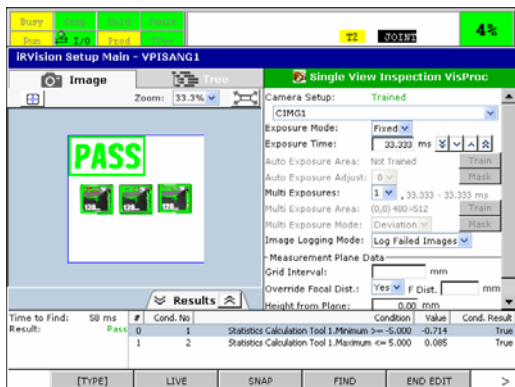 Busy Step Hold Fault
Run I/O Prod TCyc
T2 JOINT 4%
iRVision Setup Main - VPISANG1
Image Tree
Single View Inspection VisProc
Zoom: 33.3%
Camera Setup: Trained
CIMG1
Exposure Mode: Fixed
Exposure Time: 33.333 ms
Auto Exposure Area: Not Trained Train
Auto Exposure Adjust: 0 Mask
Multi Exposures: 1 , 33.333 - 33.333 ms
Multi Exposure Area: (0,0) 480×512 Train
Multi Exposure Mode: Deviation Mask
Image Logging Mode: Log Failed Images
Measurement Plane Data
Grid Interval: mm
Override Focal Dist.: Yes F Dist. mm
Height from Plane: 0.00 mm
PASS
128... 128... 128...
Results
Time to Find: 58 ms
Result: Pass
# Cond. No Condition Value Cond. Result
0 1 Statistics Calculation Tool 1.Minimum >= -5.000 -0.714 True
1 2 Statistics Calculation Tool 1.Maximum <= 5.000 0.085 True
[TYPE] LIVE SNAP FIND END EDIT >